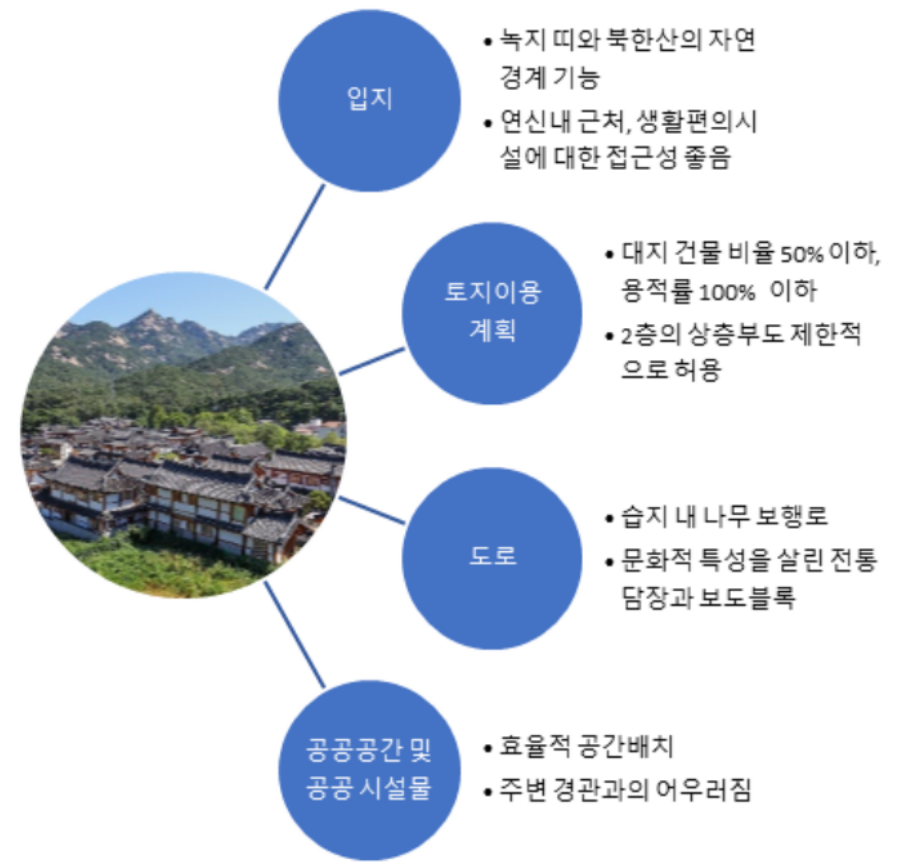 입지
• 녹지 띠와 북한산의 자연
경계 기능
• 연신내 근처, 생활편의시
설에 대한 접근성 좋음
토지이용
계획
• 대지 건물 비율 50% 이하,
용적률 100% 이하
• 2층의 상층부도 제한적
으로 허용
도로
• 습지 내 나무 보행로
• 문화적 특성을 살린 전통
담장과 보도블록
공공공간 및
공공 시설물
• 효율적 공간배치
• 주변 경관과의 어우러짐